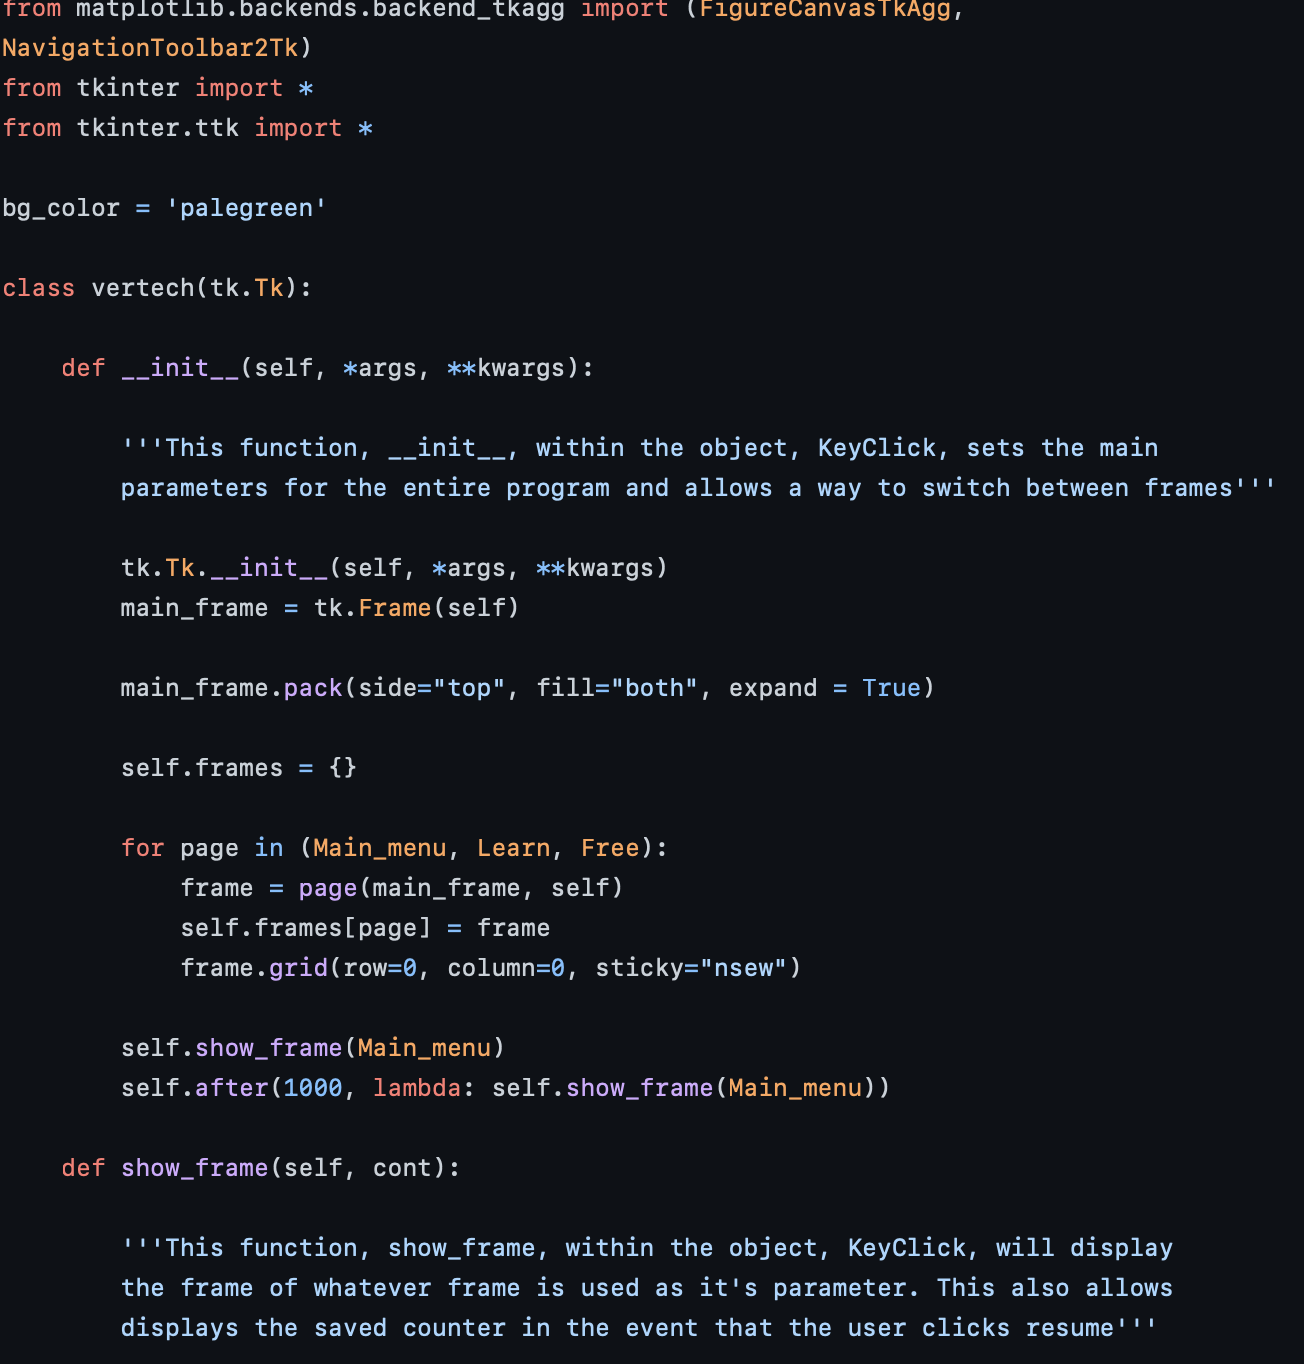 from matplotlib.backends.backend_tkagg import (FigureCanvasTkAgg,
NavigationToolbar2Tk)
from tkinter import *
from tkinter.ttk import *

bg_color = 'palegreen'

class vertech(tk.Tk):

    def __init__(self, *args, **kwargs):

        '''This function, __init__, within the object, KeyClick, sets the main
        parameters for the entire program and allows a way to switch between frames'''

        tk.Tk.__init__(self, *args, **kwargs)
        main_frame = tk.Frame(self)

        main_frame.pack(side="top", fill="both", expand = True)

        self.frames = {}

        for page in (Main_menu, Learn, Free):
            frame = page(main_frame, self)
            self.frames[page] = frame
            frame.grid(row=0, column=0, sticky="nsew")

        self.show_frame(Main_menu)
        self.after(1000, lambda: self.show_frame(Main_menu))

    def show_frame(self, cont):

        '''This function, show_frame, within the object, KeyClick, will display
        the frame of whatever frame is used as it's parameter. This also allows
        displays the saved counter in the event that the user clicks resume'''